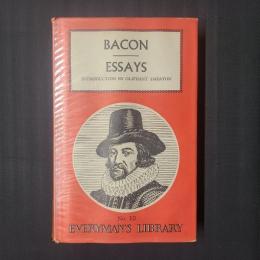 BACON
ESSAYS
INTRODUCTION BY OLIPHANT SMEATON
No. 10
EVERYMAN'S LIBRARY